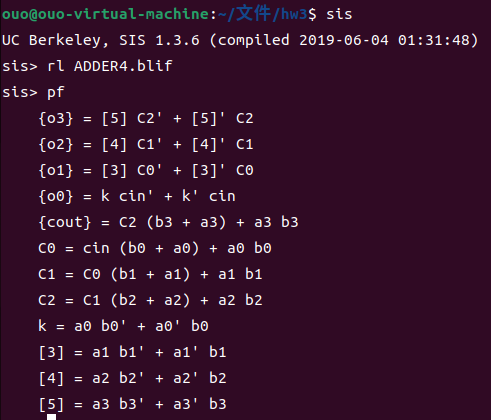 ouo@ouo-virtual-machine:~/文件/hw3$ sis
UC Berkeley, SIS 1.3.6 (compiled 2019-06-04 01:31:48)
sis> rl ADDER4.blif
sis> pf
{o3} = [5] C2' + [5]' C2
{o2} = [4] C1' + [4]' C1
{o1} = [3] C0' + [3]' C0
{o0} = k cin' + k' cin
{cout} = C2 (b3 + a3) + a3 b3
C0 = cin (b0 + a0) + a0 b0
C1 = C0 (b1 + a1) + a1 b1
C2 = C1 (b2 + a2) + a2 b2
k = a0 b0' + a0' b0
[3] = a1 b1' + a1' b1
[4] = a2 b2' + a2' b2
[5] = a3 b3' + a3' b3